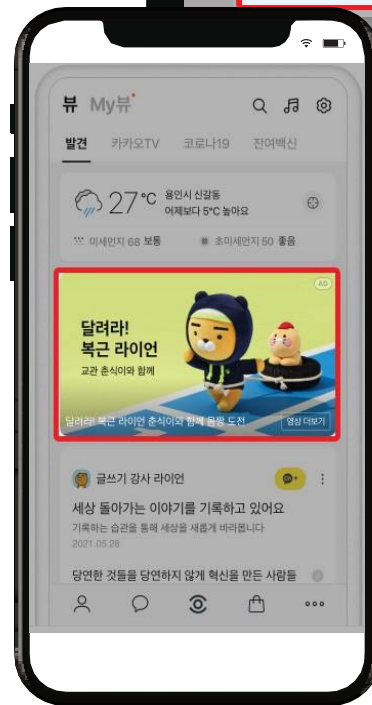 뷰 My뷰
발견 카카오TV 코로나19 잔여백신
27°C
용인시 신갈동
어제보다 5°C 높아요
미세먼지 68 보통 초미세먼지 50 좋음
AD
달려라!
복근 라이언
교관 춘식이와 함께
달려라! 복근 라이언 춘식이와 함께 몸짱 도전 영상 더보기
글쓰기 강사 라이언
세상 돌아가는 이야기를 기록하고 있어요
기록하는 습관을 통해 세상을 새롭게 바라봅니다
2021.05.28
당연한 것들을 당연하지 않게 혁신을 만든 사람들